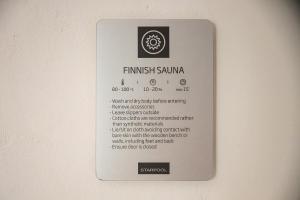 FINNISH SAUNA
80 - 100°C 10 - 20% max 15'
- Wash and dry body before entering
- Remove accessories
- Leave slippers outside
- Cotton cloths are recommended rather
than synthetic materials
- Lie/sit on cloth avoiding contact with
bare skin with the wooden bench or
walls, including feet and back
- Ensure door is closed
STARPOOL